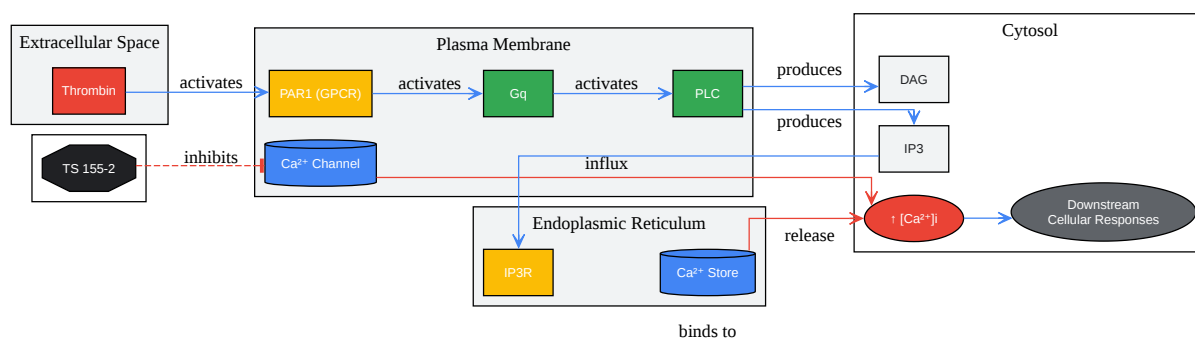 Extracellular Space
Thrombin
activates
Plasma Membrane
PAR1 (GPCR)
activates
Gq
activates
PLC
produces
produces
Cytosol
DAG
IP3
TS 155-2
inhibits
Ca²⁺ Channel
influx
Endoplasmic Reticulum
IP3R
Ca²⁺ Store
release
↑ [Ca²⁺]i
Downstream
Cellular Responses
binds to